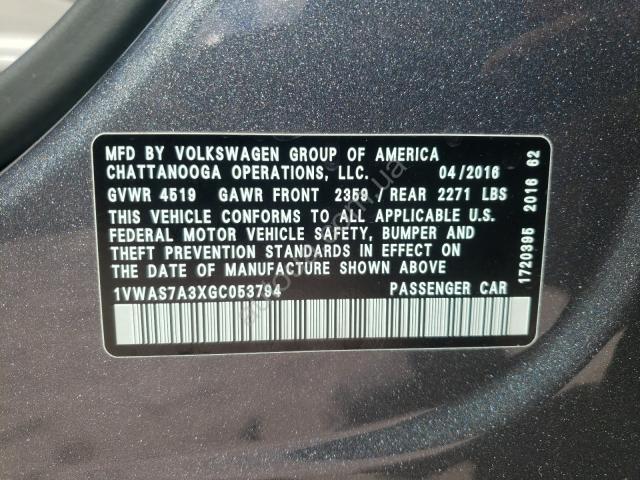 MFD BY VOLKSWAGEN GROUP OF AMERICA
CHATTANOOGA OPERATIONS, LLC. 04/2016
GVWR 4519 GAWR FRONT 2359 / REAR 2271 LBS
THIS VEHICLE CONFORMS TO ALL APPLICABLE U.S.
FEDERAL MOTOR VEHICLE SAFETY, BUMPER AND
THEFT PREVENTION STANDARDS IN EFFECT ON
THE DATE OF MANUFACTURE SHOWN ABOVE
1VWAS7A3XGC053794 PASSENGER CAR
1720395 2016 62